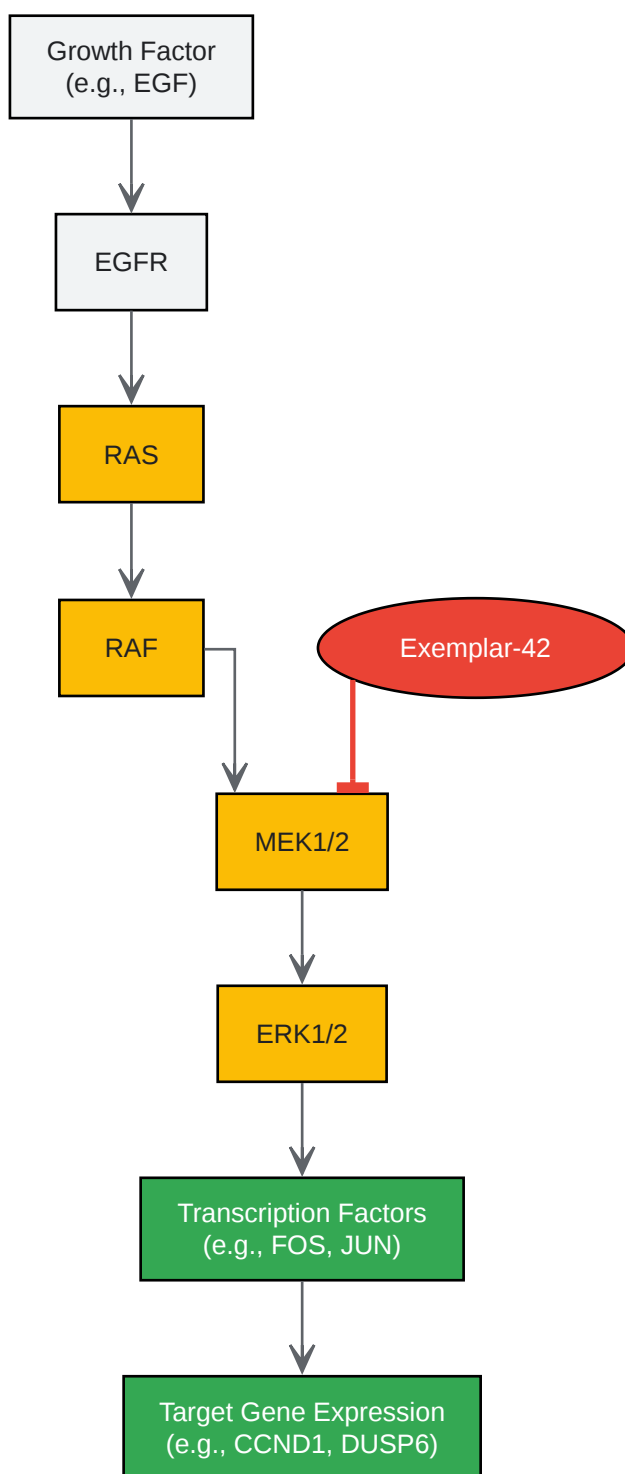 Growth Factor
(e.g., EGF)
EGFR
RAS
RAF
Exemplar-42
MEK1/2
ERK1/2
Transcription Factors
(e.g., FOS, JUN)
Target Gene Expression
(e.g., CCND1, DUSP6)